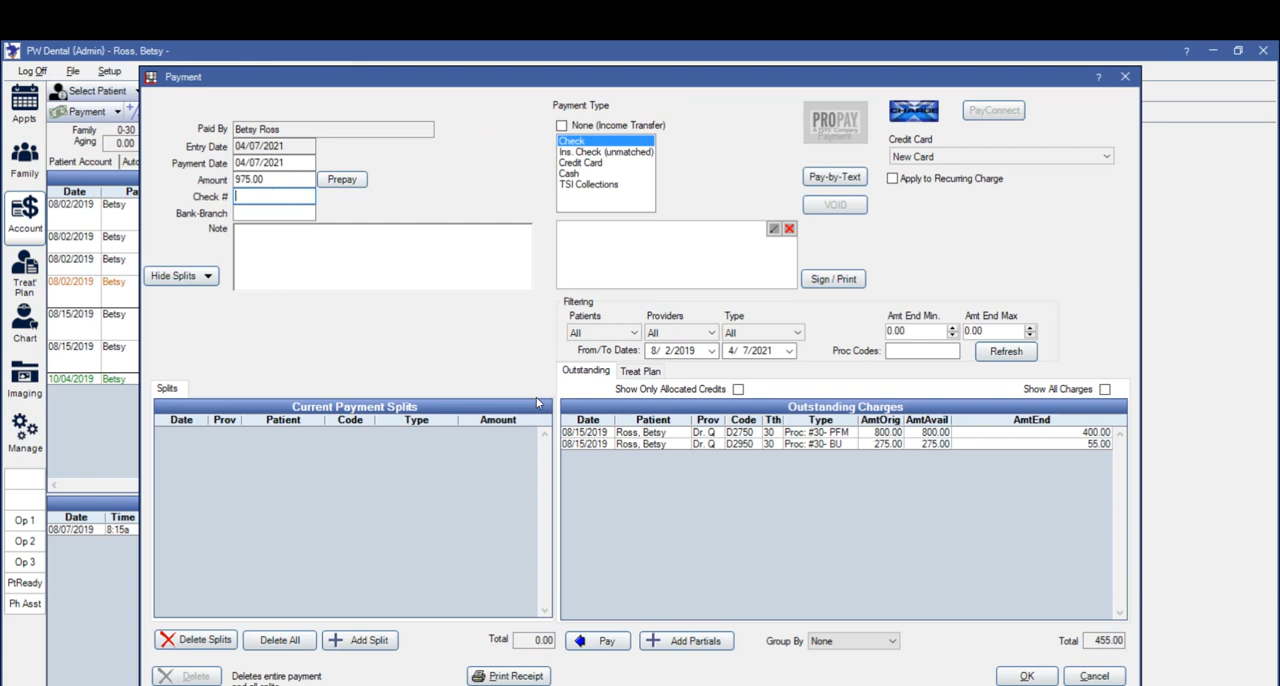 PW Dental {Admin} - Ross, Betsy -
Log Off File Setup
Appts
Family
Account
Treat' Plan
Chart
Imaging
Manage
Op 1
Op 2
Op 3
PtReady
Ph Asst
Select Patient
Payment
Family 0-30
Aging 0.00
Patient Account
Date
08/02/2019 Betsy
08/02/2019 Betsy
08/02/2019 Betsy
08/02/2019 Betsy
08/15/2019 Betsy
08/15/2019 Betsy
10/04/2019 Betsy
Date Time
08/07/2019 8:15a
Payment
Paid By Betsy Ross
Entry Date 04/07/2021
Payment Date 04/07/2021
Amount 975.00 Prepay
Check #
Bank-Branch
Note
Hide Splits
Payment Type
None (Income Transfer)
Check
Ins. Check (unmatched)
Credit Card
Cash
TSI Collections
PROPAY
Payment
Pay-by-Text
VOID
Sign / Print
CHARGE
PayConnect
Credit Card
New Card
Apply to Recurring Charge
Filtering
Patients Providers Type Amt End Min. Amt End Max
All All All 0.00 0.00
From/To Dates: 8/ 2/2019 4/ 7/2021 Proc Codes: Refresh
Outstanding Treat Plan
Show Only Allocated Credits Show All Charges
Splits
Current Payment Splits
Date Prov Patient Code Type Amount
Outstanding Charges
Date Patient Prov Code Tth Type AmtOrig AmtAvail AmtEnd
08/15/2019 Ross, Betsy Dr. Q D2750 30 Proc: #30- PFM 800.00 800.00 400.00
08/15/2019 Ross, Betsy Dr. Q D2950 30 Proc: #30- BU 275.00 275.00 55.00
Delete Splits Delete All Add Split Total 0.00 Pay Add Partials Group By None Total 455.00
Delete Deletes entire payment
and all splits
Print Receipt OK Cancel